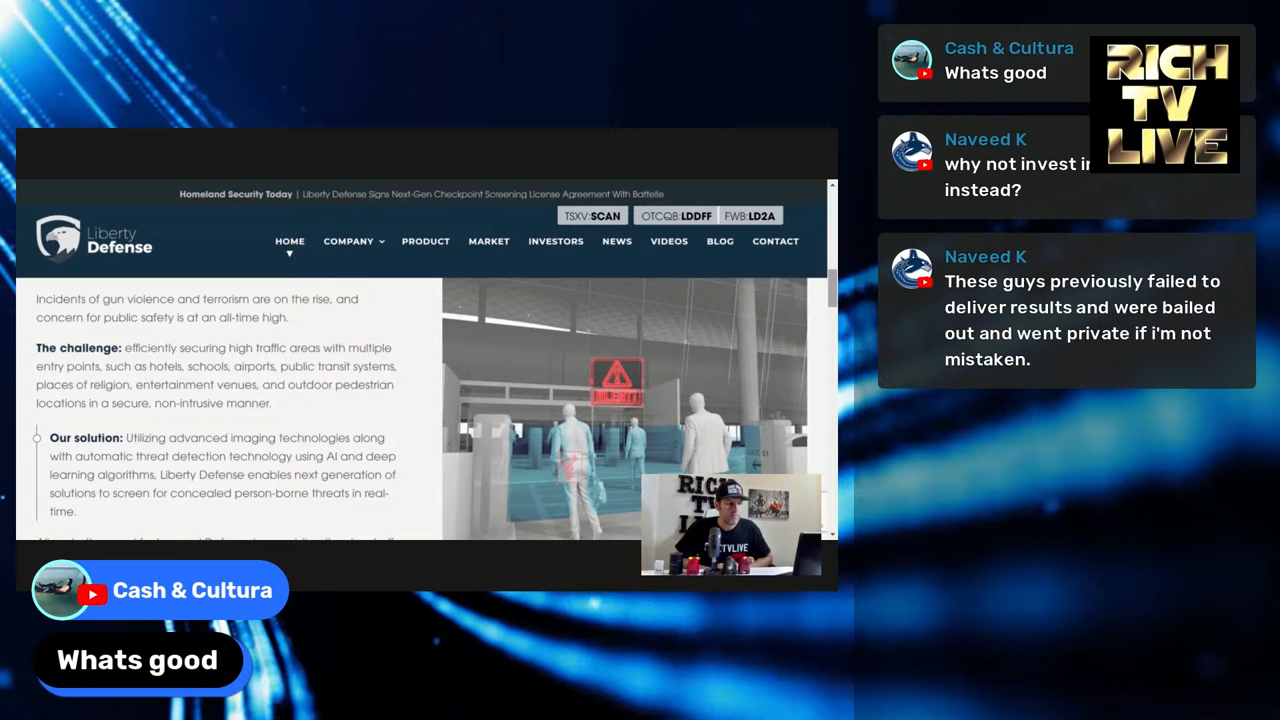 Homeland Security Today | Liberty Defense Signs Next-Gen Checkpoint Screening License Agreement With Battelle
TSXV:SCAN OTCQB:LDDFF FWB:LD2A
Liberty
Defense
HOME COMPANY PRODUCT MARKET INVESTORS NEWS VIDEOS BLOG CONTACT
Incidents of gun violence and terrorism are on the rise, and
concern for public safety is at an all-time high.
The challenge: efficiently securing high traffic areas with multiple
entry points, such as hotels, schools, airports, public transit systems,
places of religion, entertainment venues, and outdoor pedestrian
locations in a secure, non-intrusive manner.
Our solution: Utilizing advanced imaging technologies along
with automatic threat detection technology using AI and deep
learning algorithms, Liberty Defense enables next generation of
solutions to screen for concealed person-borne threats in real-
time.
RICH
TV
Cash & Cultura
Whats good
Cash & Cultura
Whats good
RICH
TV
LIVE
Naveed K
why not invest
instead?
Naveed K
These guys previously failed to
deliver results and were bailed
out and went private if i'm not
mistaken.